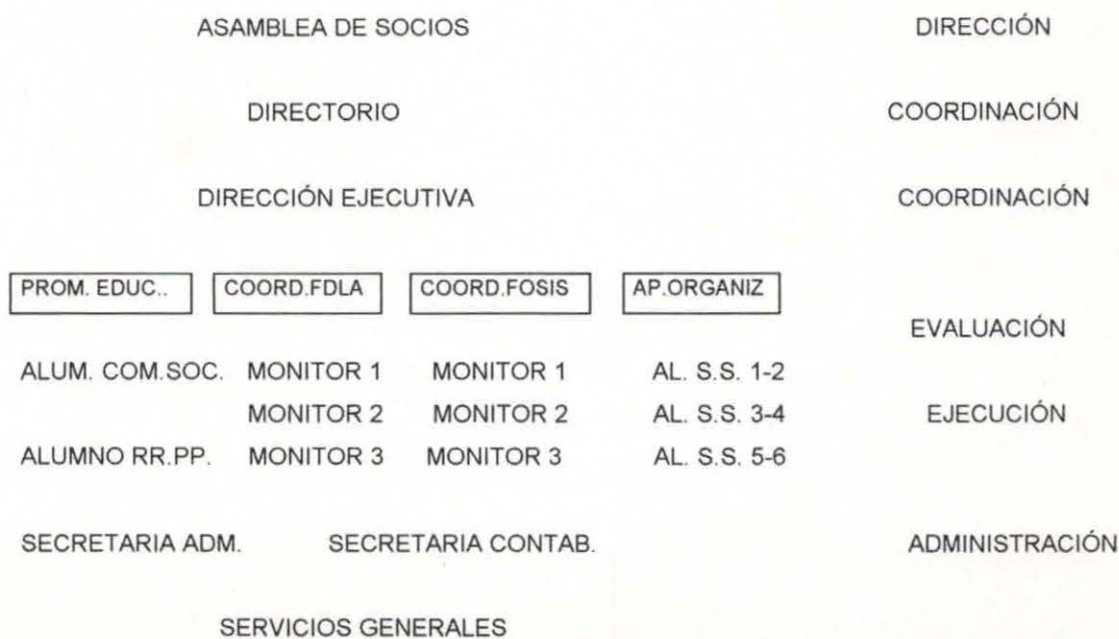 ASAMBLEA DE SOCIOS DIRECCIÓN
DIRECTORIO COORDINACIÓN
DIRECCIÓN EJECUTIVA COORDINACIÓN
PROM. EDUC.. COORD.FDLA COORD.FOSIS AP.ORGANIZ
EVALUACIÓN
ALUM. COM.SOC. MONITOR 1 MONITOR 1 AL. S.S. 1-2
MONITOR 2 MONITOR 2 AL. S.S. 3-4 EJECUCIÓN
ALUMNO RR.PP. MONITOR 3 MONITOR 3 AL. S.S. 5-6
SECRETARIA ADM. SECRETARIA CONTAB. ADMINISTRACIÓN
SERVICIOS GENERALES